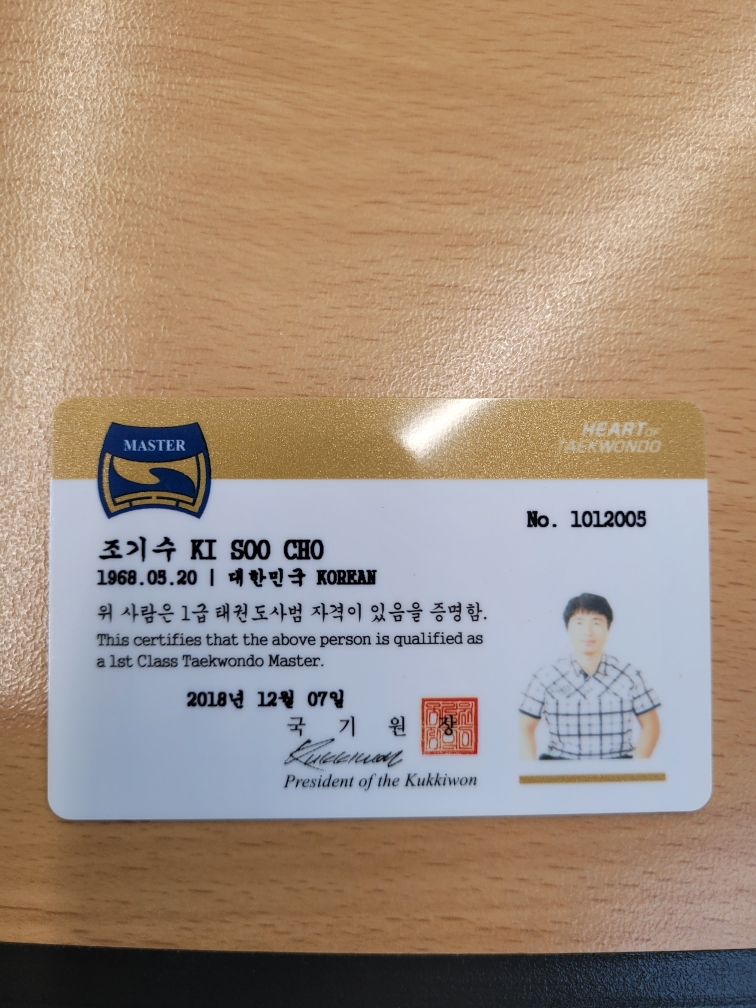 MASTER
HEART OF
TAEKWONDO
No. 1012005
조기수 KI SOO CHO
1968.05.20 | 대한민국 KOREAN
위 사람은 1급 태권도사범 자격이 있음을 증명함.
This certifies that the above person is qualified as
a 1st Class Taekwondo Master.
2018년 12월 07일
국 기 원 장
Kukkiwon
President of the Kukkiwon